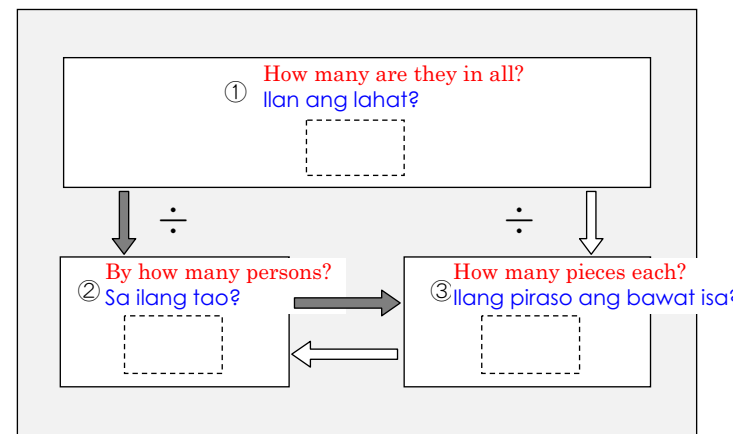 How many are they in all?
① Ilan ang lahat?
÷ ÷
By how many persons?
② Sa ilang tao?
How many pieces each?
③ Ilang piraso ang bawat isa?